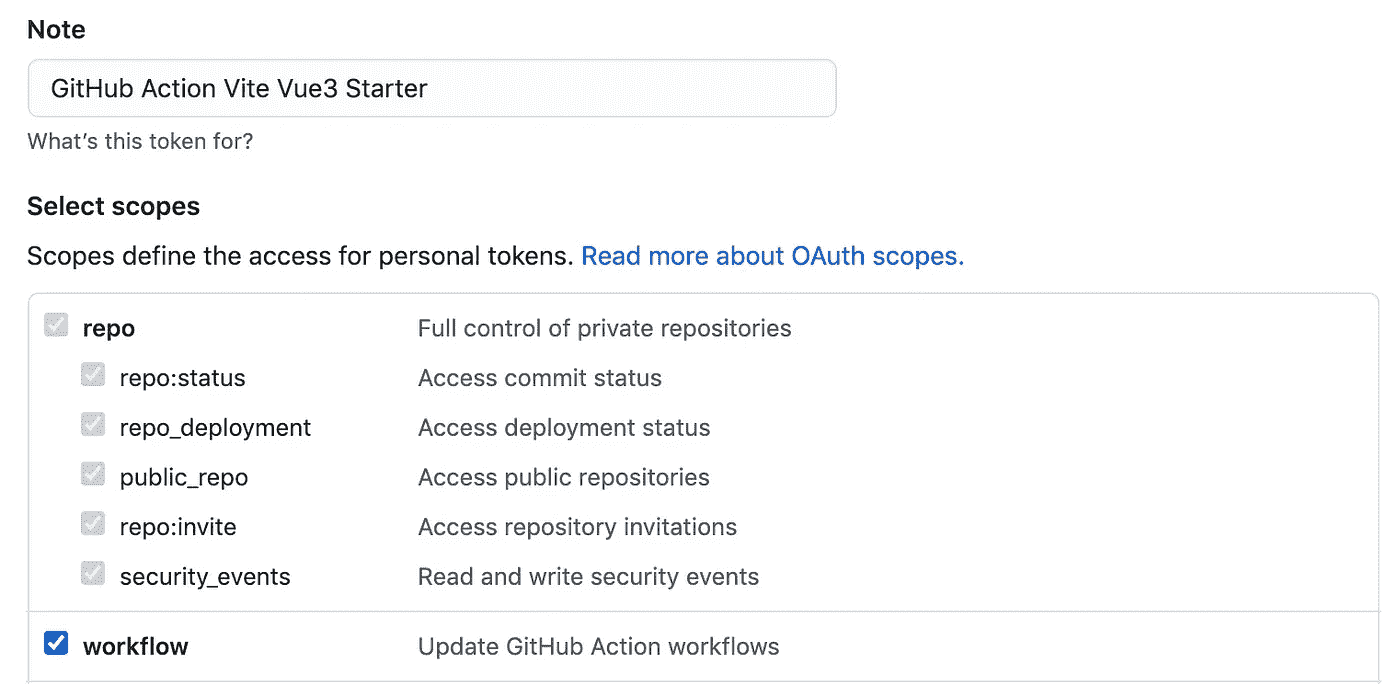 Note
GitHub Action Vite Vue3 Starter
What's this token for?
Select scopes
Scopes define the access for personal tokens. Read more about OAuth scopes.
repo Full control of private repositories
repo:status Access commit status
repo_deployment Access deployment status
public_repo Access public repositories
repo:invite Access repository invitations
security_events Read and write security events
workflow Update GitHub Action workflows